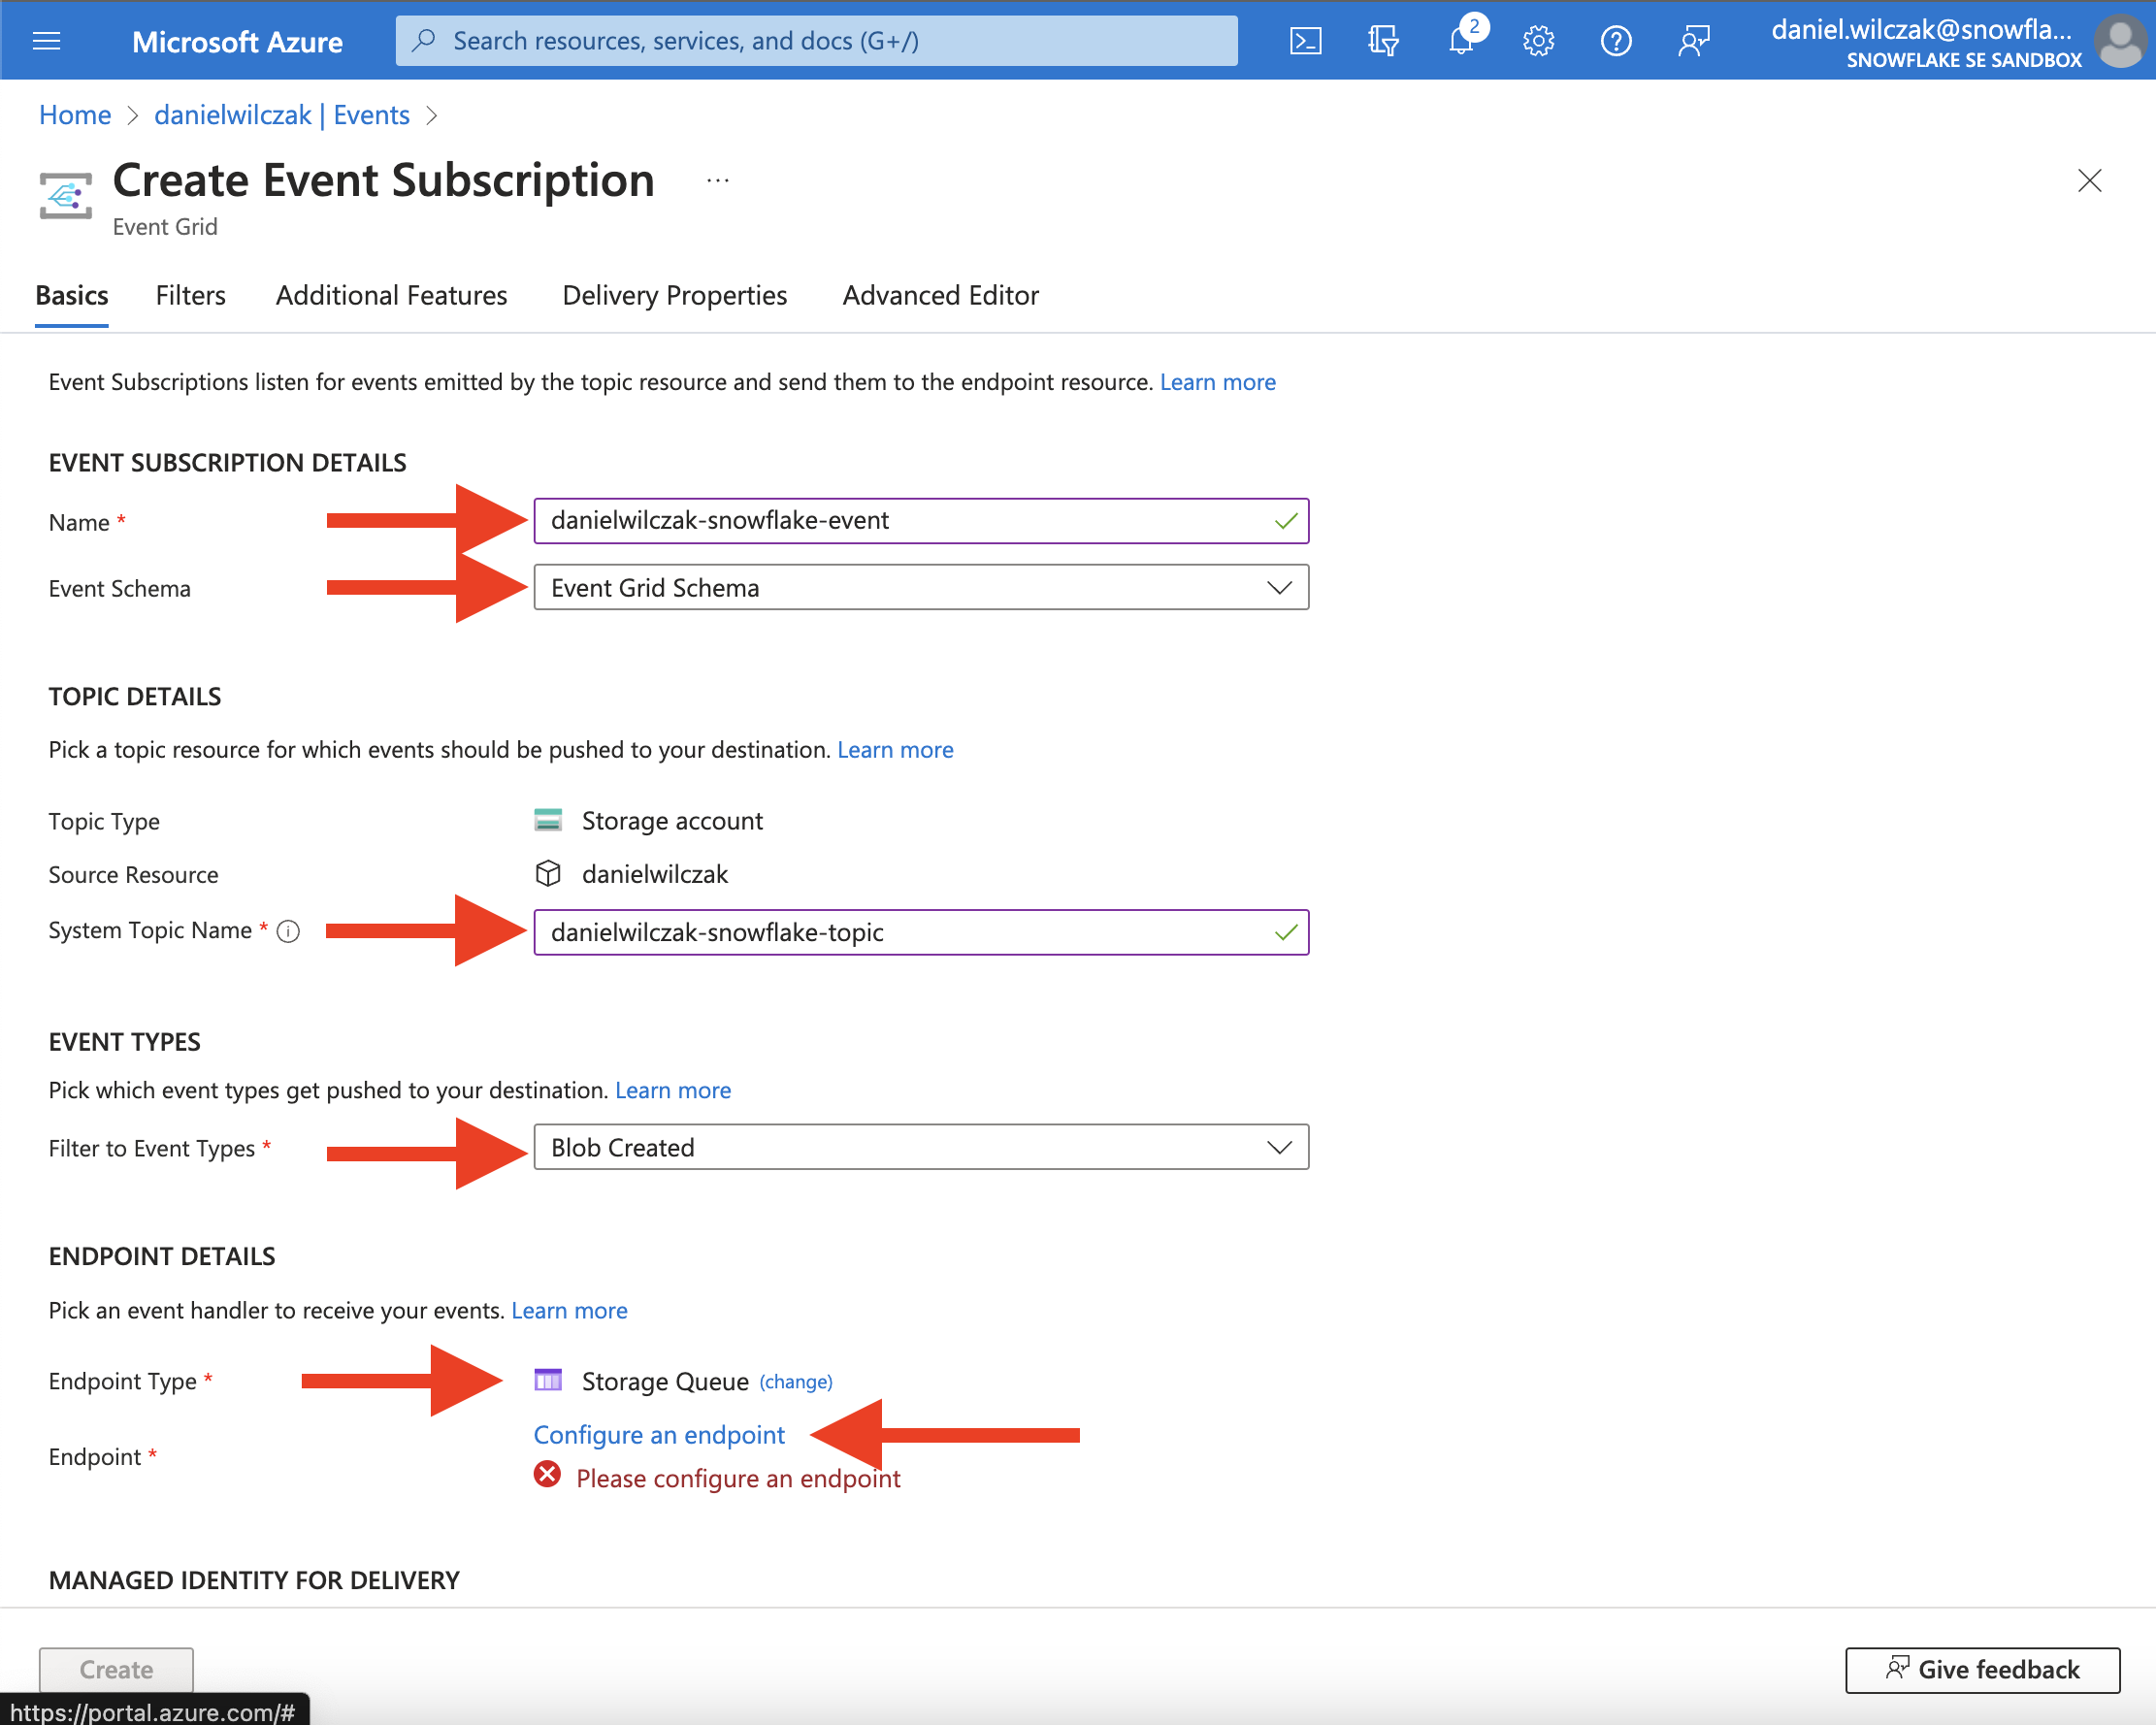 Microsoft Azure
Search resources, services, and docs (G+/)
2
daniel.wilczak@snowfla...
SNOWFLAKE SE SANDBOX
Home > danielwilczak | Events >
Create Event Subscription ...
Event Grid
Basics Filters Additional Features Delivery Properties Advanced Editor
Event Subscriptions listen for events emitted by the topic resource and send them to the endpoint resource. Learn more
EVENT SUBSCRIPTION DETAILS
Name * danielwilczak-snowflake-event
Event Schema Event Grid Schema
TOPIC DETAILS
Pick a topic resource for which events should be pushed to your destination. Learn more
Topic Type Storage account
Source Resource danielwilczak
System Topic Name * danielwilczak-snowflake-topic
EVENT TYPES
Pick which event types get pushed to your destination. Learn more
Filter to Event Types * Blob Created
ENDPOINT DETAILS
Pick an event handler to receive your events. Learn more
Endpoint Type * Storage Queue (change)
Configure an endpoint
Endpoint *
Please configure an endpoint
MANAGED IDENTITY FOR DELIVERY
Create
Give feedback
https://portal.azure.com/#